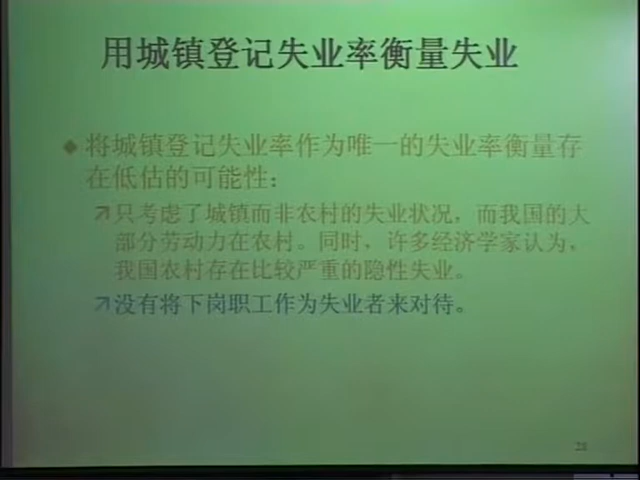 用城镇登记失业率衡量失业
将城镇登记失业率作为唯一的失业率衡量存
在低估的可能性：
只考虑了城镇而非农村的失业状况，而我国的大
部分劳动力在农村。同时，许多经济学家认为，
我国农村存在比较严重的隐性失业。
没有将下岗职工作为失业者来对待。
28